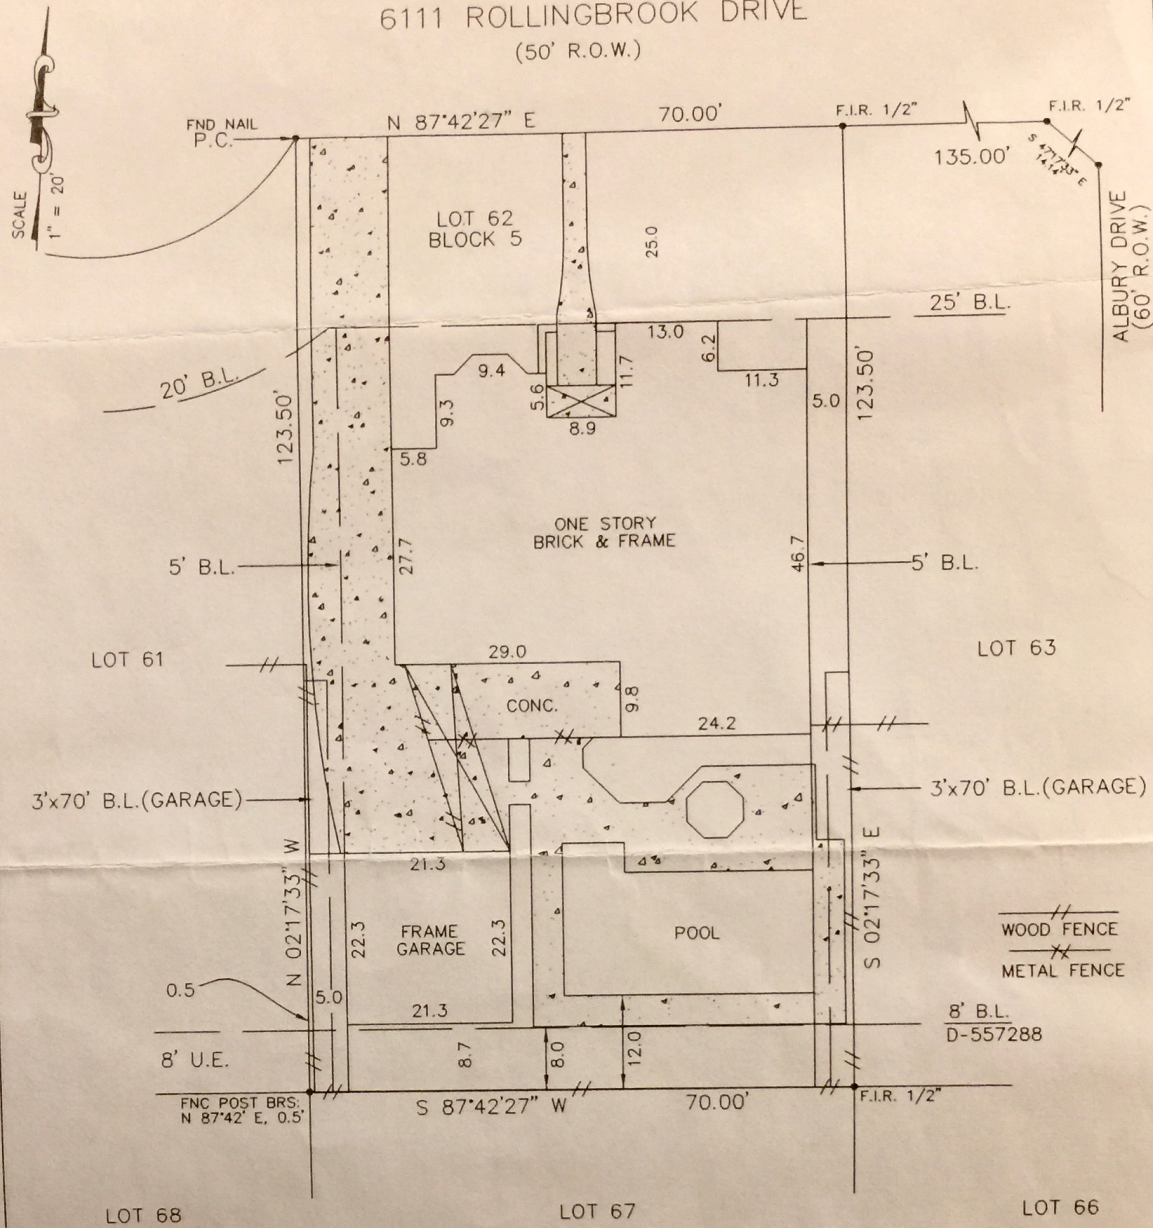 6111 ROLLINGBROOK DRIVE
(50' R.O.W.)
SCALE
1" = 20'
FND NAIL
P.C.
N 87°42'27" E
70.00'
F.I.R. 1/2"
F.I.R. 1/2"
135.00'
S 47°17'33" E
14.14'
ALBURY DRIVE
(60' R.O.W.)
LOT 62
BLOCK 5
25.0
25' B.L.
20' B.L.
123.50'
13.0
6.2
11.3
9.4
9.3
5.6
11.7
8.9
5.8
5.0
123.50'
ONE STORY
BRICK & FRAME
27.7
46.7
5' B.L.
5' B.L.
LOT 61
LOT 63
29.0
CONC.
9.8
24.2
3'x70' B.L.(GARAGE)
3'x70' B.L.(GARAGE)
N 02°17'33" W
S 02°17'33" E
21.3
22.3
FRAME
GARAGE
22.3
POOL
WOOD FENCE
METAL FENCE
0.5
5.0
21.3
8' B.L.
D-557288
8' U.E.
8.7
8.0
12.0
FNC POST BRS:
N 87°42' E, 0.5'
S 87°42'27" W
70.00'
F.I.R. 1/2"
LOT 68
LOT 67
LOT 66